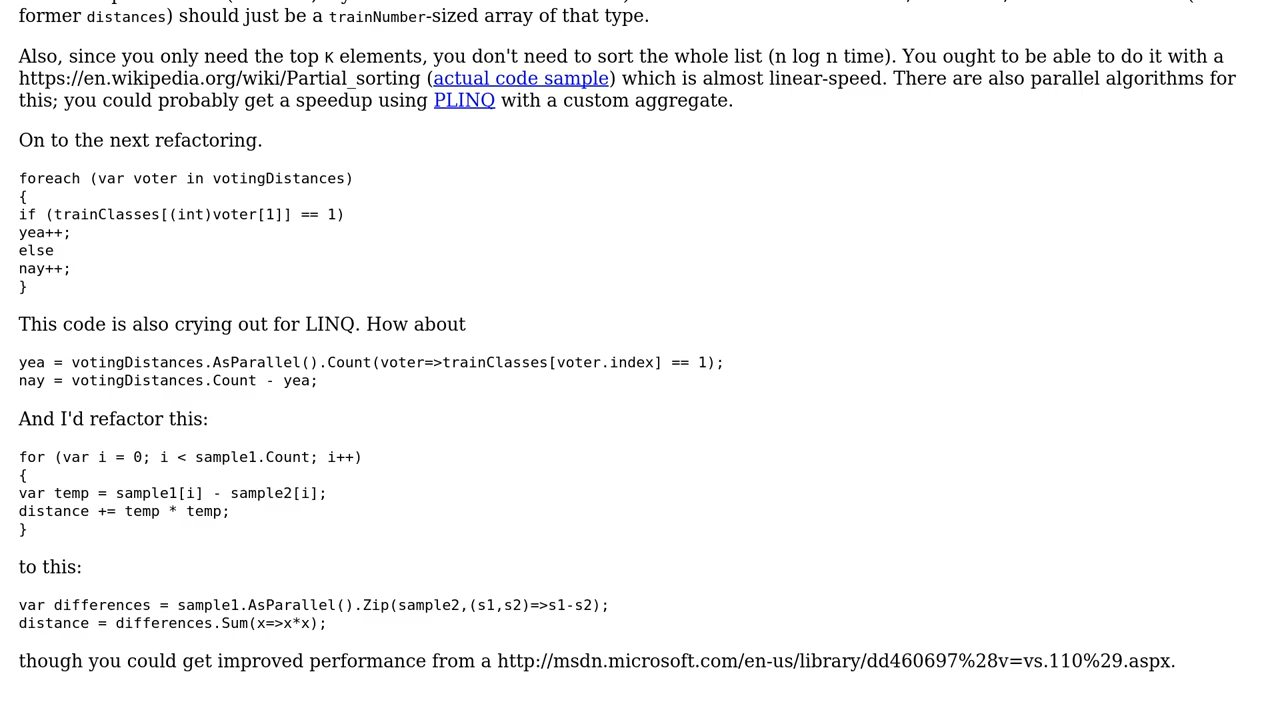 former distances) should just be a trainNumber-sized array of that type.
Also, since you only need the top K elements, you don't need to sort the whole list (n log n time). You ought to be able to do it with a
https://en.wikipedia.org/wiki/Partial_sorting (actual code sample) which is almost linear-speed. There are also parallel algorithms for
this; you could probably get a speedup using PLINQ with a custom aggregate.
On to the next refactoring.
foreach (var voter in votingDistances)
{
if (trainClasses[(int)voter[1]] == 1)
yea++;
else
nay++;
}
This code is also crying out for LINQ. How about
yea = votingDistances.AsParallel().Count(voter=>trainClasses[voter.index] == 1);
nay = votingDistances.Count - yea;
And I'd refactor this:
for (var i = 0; i < sample1.Count; i++)
{
var temp = sample1[i] - sample2[i];
distance += temp * temp;
}
to this:
var differences = sample1.AsParallel().Zip(sample2,(s1,s2)=>s1-s2);
distance = differences.Sum(x=>x*x);
though you could get improved performance from a http://msdn.microsoft.com/en-us/library/dd460697%28v=vs.110%29.aspx.